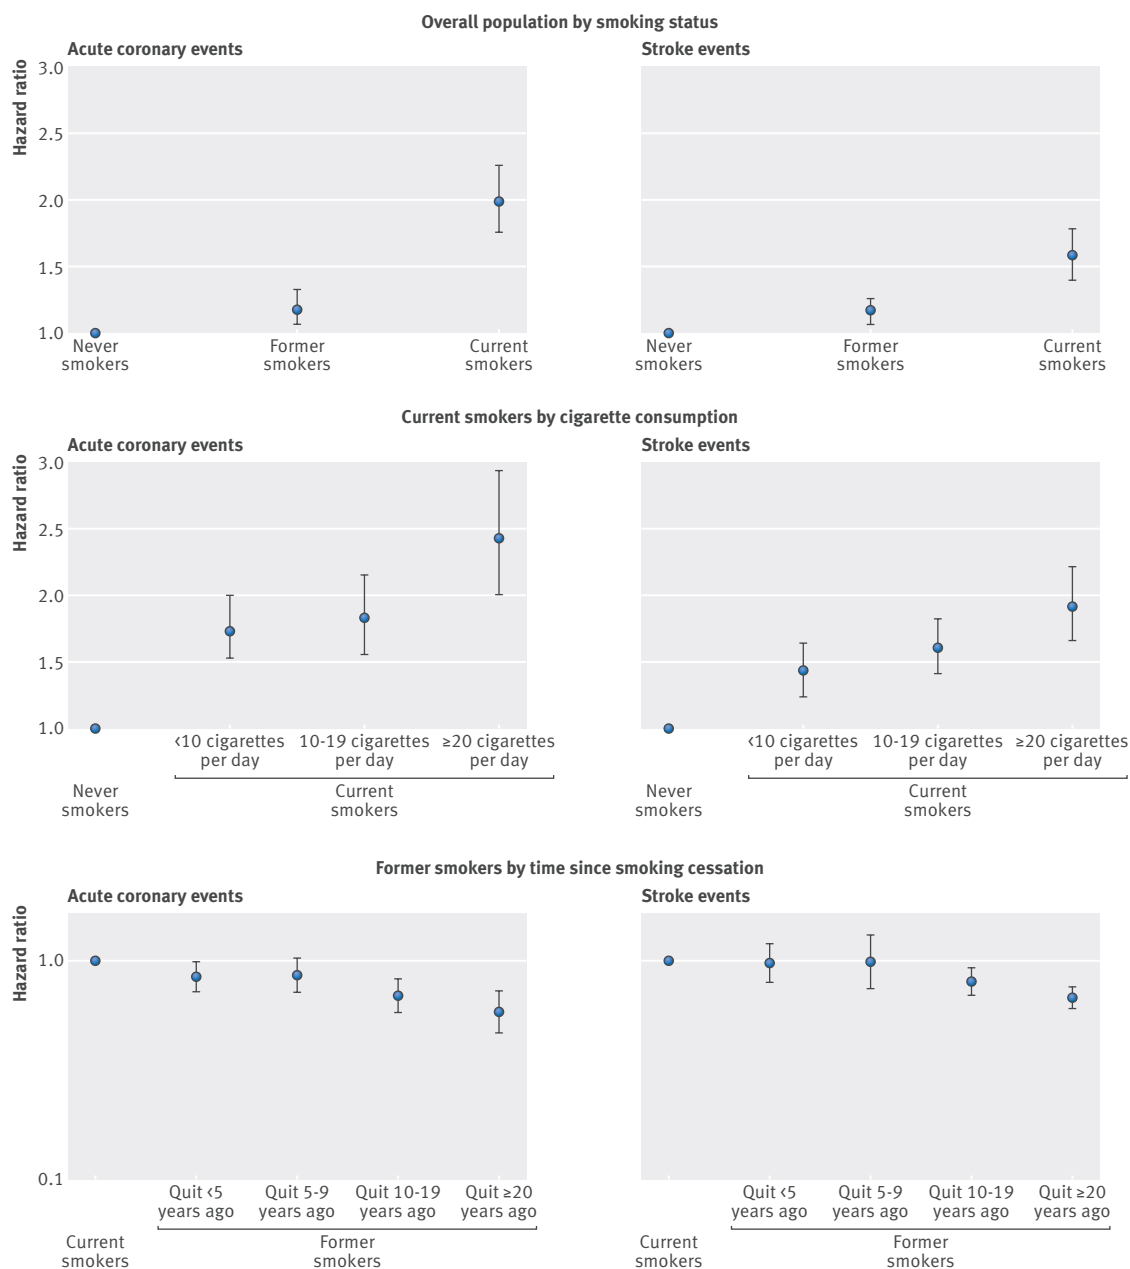 Overall population by smoking status
Acute coronary events
Stroke events
Hazard ratio
3.0
2.5
2.0
1.5
1.0
Never
smokers
Former
smokers
Current
smokers
Never
smokers
Former
smokers
Current
smokers
Current smokers by cigarette consumption
Acute coronary events
Stroke events
Hazard ratio
3.0
2.5
2.0
1.5
1.0
<10 cigarettes
per day
10-19 cigarettes
per day
≥20 cigarettes
per day
Never
smokers
Current
smokers
<10 cigarettes
per day
10-19 cigarettes
per day
≥20 cigarettes
per day
Never
smokers
Current
smokers
Former smokers by time since smoking cessation
Acute coronary events
Stroke events
Hazard ratio
1.0
0.1
Quit <5
years ago
Quit 5-9
years ago
Quit 10-19
years ago
Quit ≥20
years ago
Current
smokers
Former
smokers
Quit <5
years ago
Quit 5-9
years ago
Quit 10-19
years ago
Quit ≥20
years ago
Current
smokers
Former
smokers